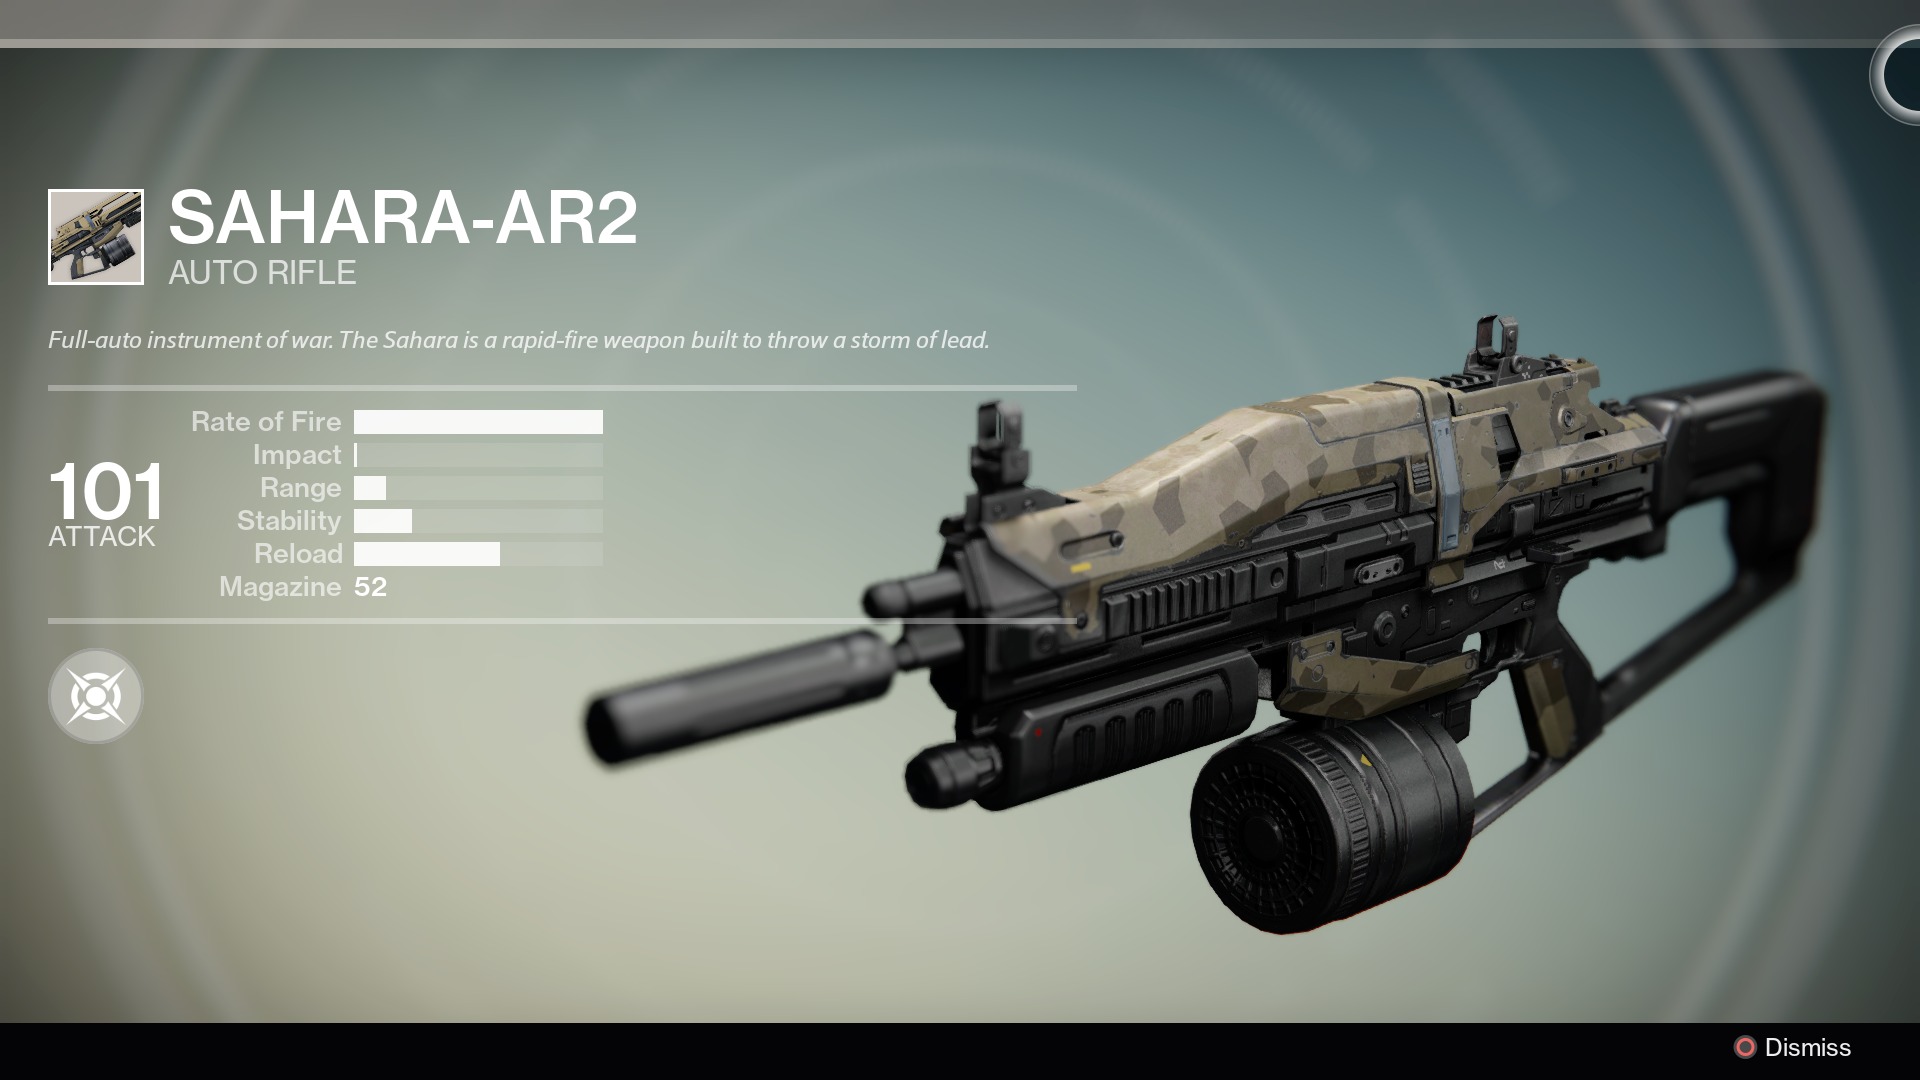 SAHARA-AR2
AUTO RIFLE
Full-auto instrument of war. The Sahara is a rapid-fire weapon built to throw a storm of lead.
101
ATTACK
Rate of Fire
Impact
Range
Stability
Reload
Magazine 52
Dismiss